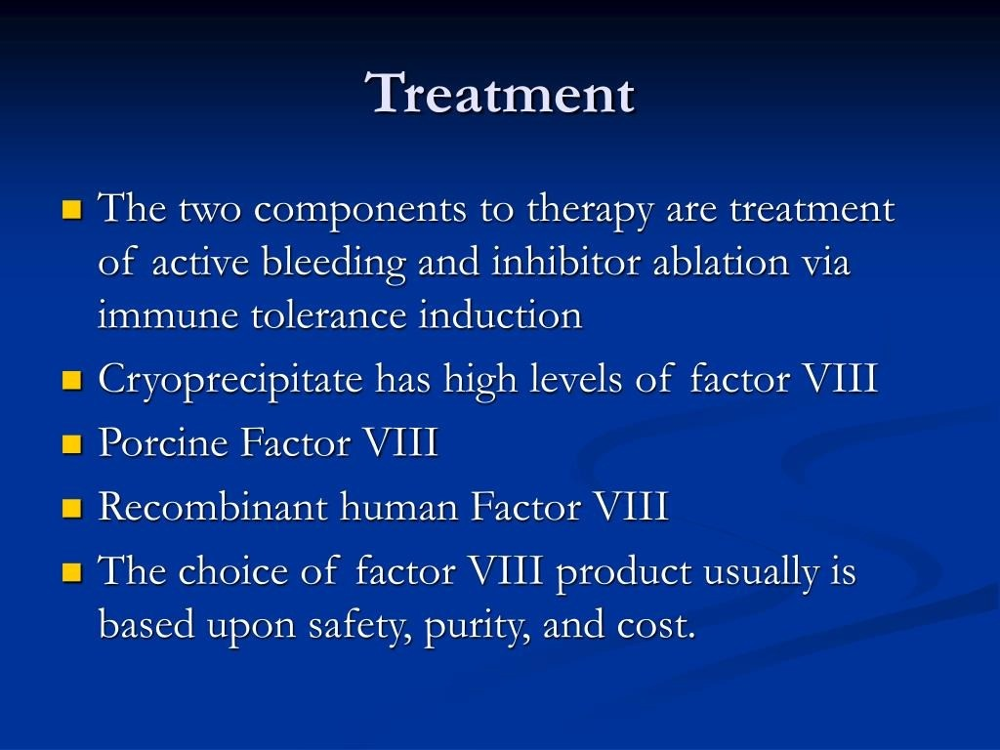 Treatment
The two components to therapy are treatment
of active bleeding and inhibitor ablation via
immune tolerance induction
Cryoprecipitate has high levels of factor VIII
Porcine Factor VIII
Recombinant human Factor VIII
The choice of factor VIII product usually is
based upon safety, purity, and cost.